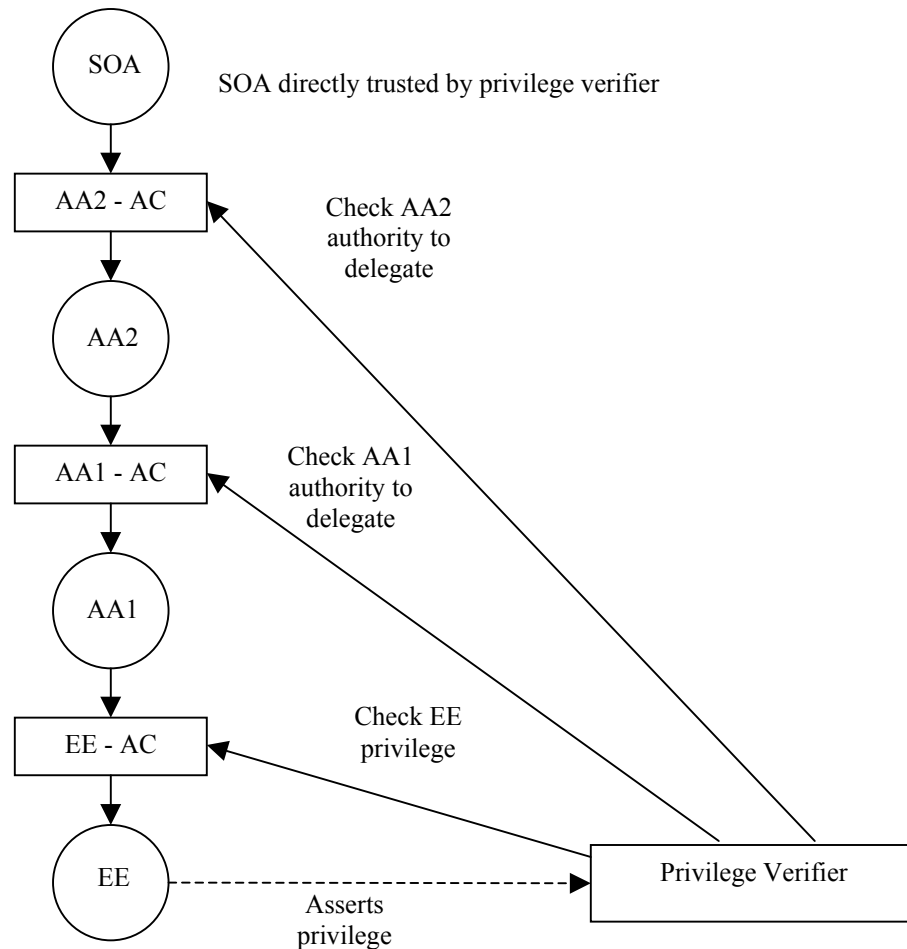 SOA
SOA directly trusted by privilege verifier
AA2 - AC
Check AA2
authority to
delegate
AA2
AA1 - AC
Check AA1
authority to
delegate
AA1
EE - AC
Check EE
privilege
EE
Privilege Verifier
Asserts
privilege